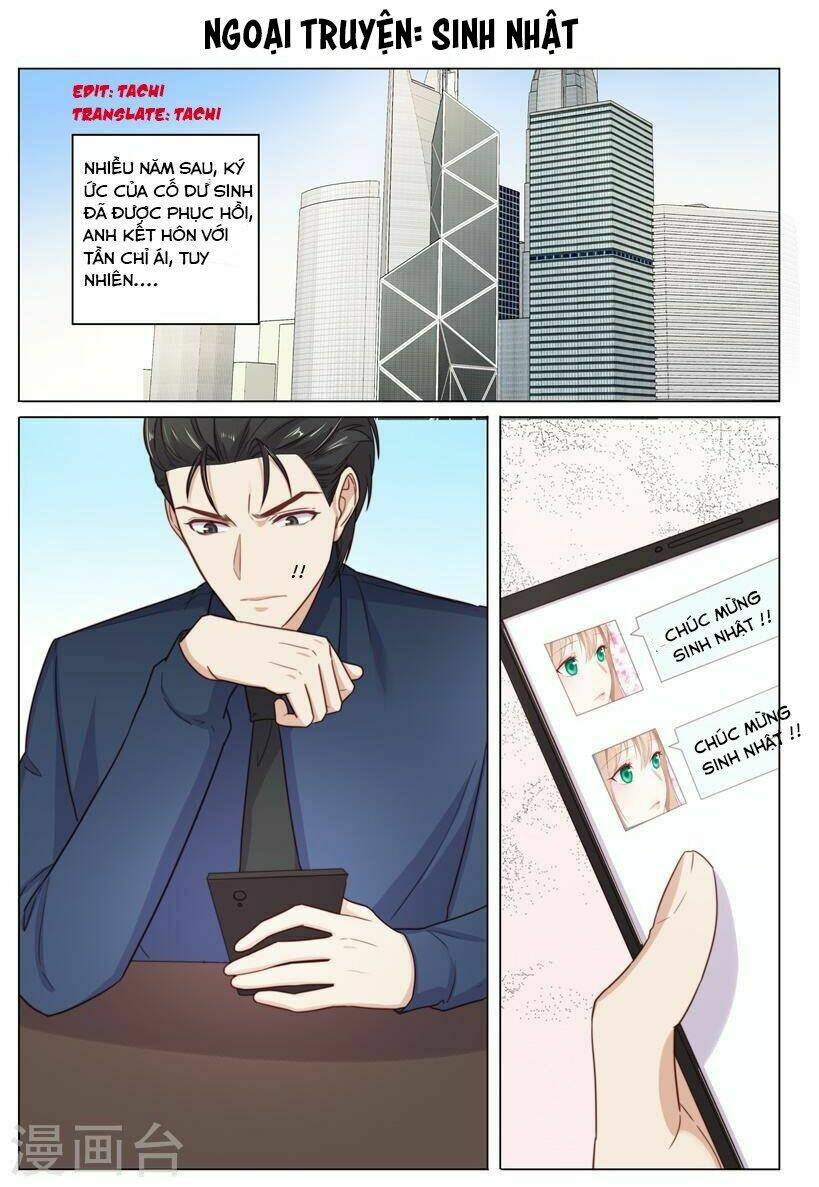 NGOẠI TRUYỆN: SINH NHẬT
EDIT: TACHI
TRANSLATE: TACHI
NHIỀU NĂM SAU, KÝ
ỨC CỦA CỐ DƯ SINH
ĐÃ ĐƯỢC PHỤC HỒI,
ANH KẾT HÔN VỚI
TẦN CHỈ ÁI, TUY
NHIÊN....
!!
CHÚC MỪNG
SINH NHẬT !!
CHÚC MỪNG
SINH NHẬT !!
漫画台